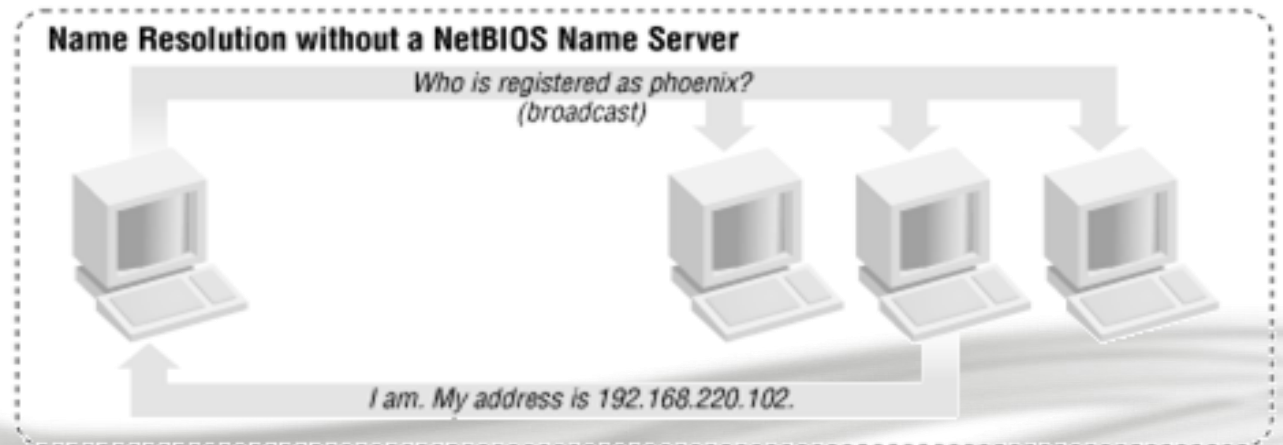 Name Resolution without a NetBIOS Name Server
Who is registered as phoenix?
(broadcast)
I am. My address is 192.168.220.102.